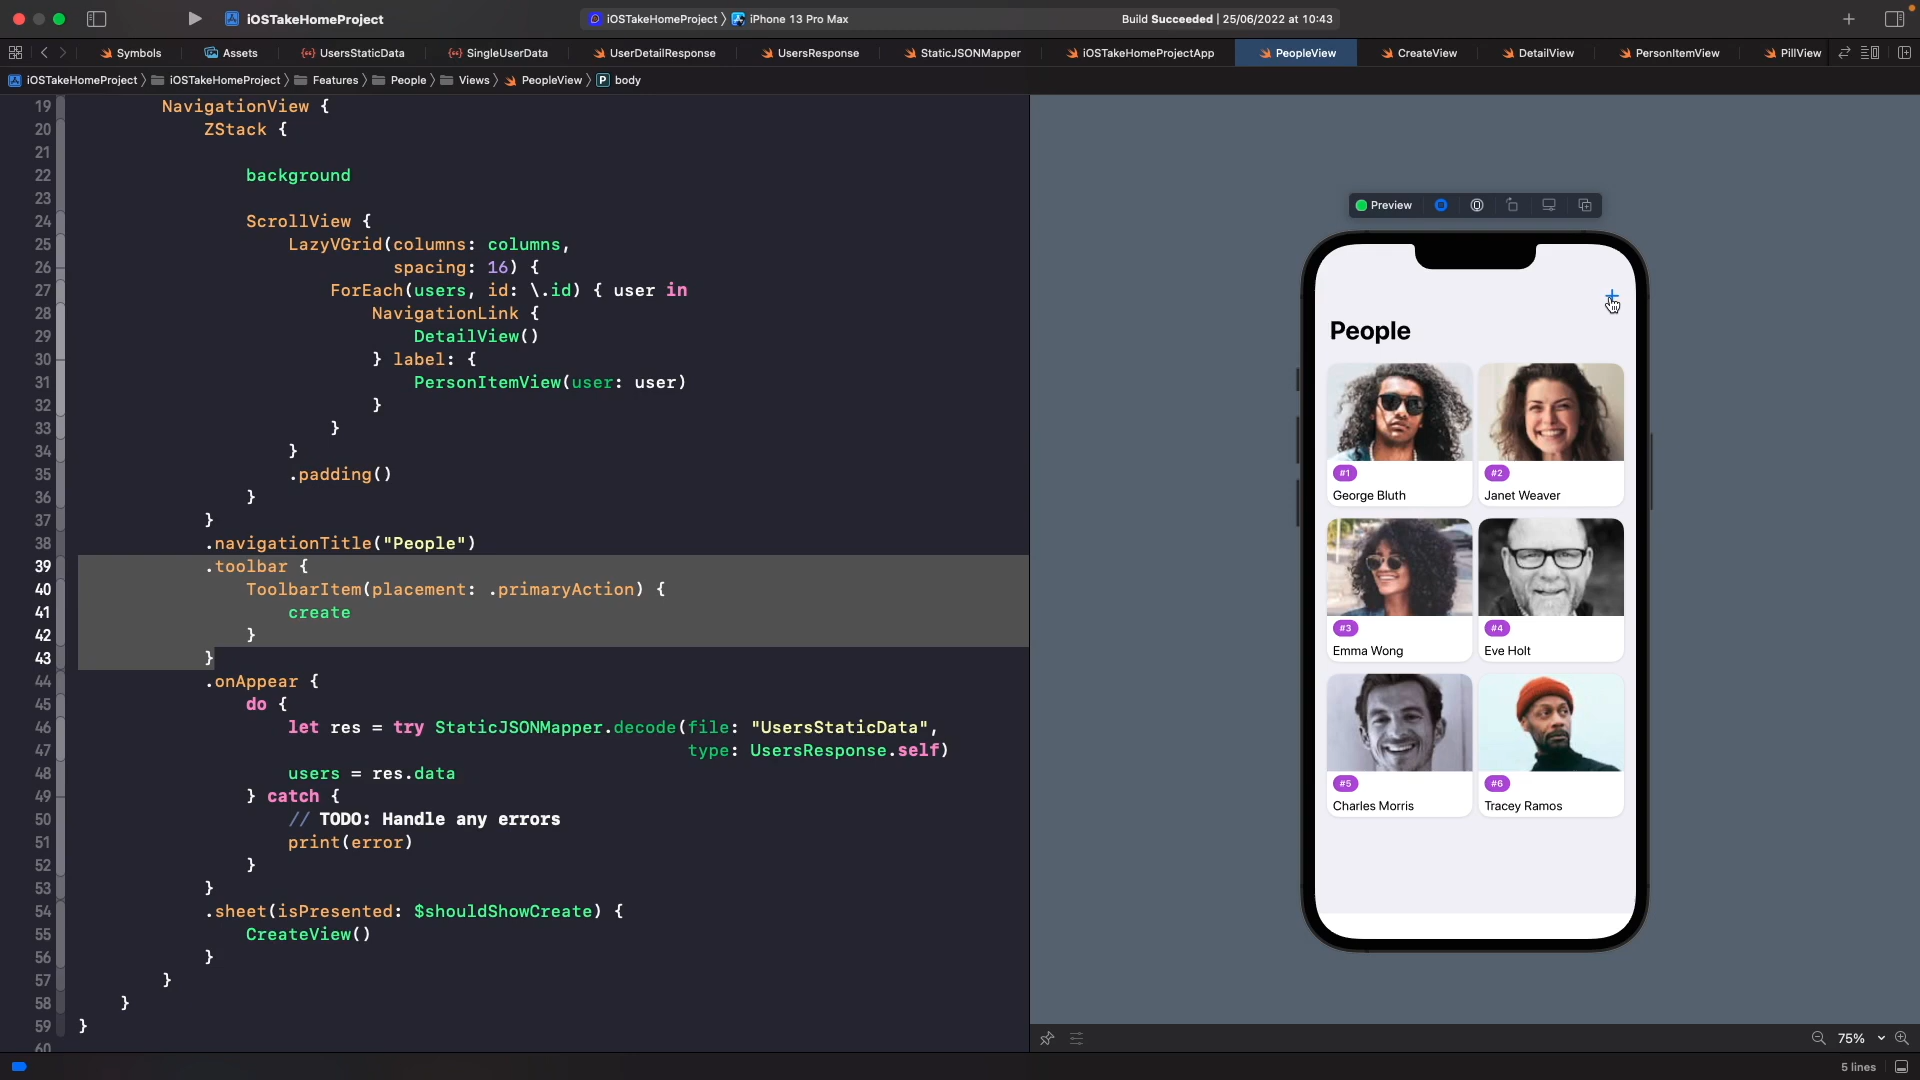 iOSTakeHomeProject
iOSTakeHomeProject 〉 iPhone 13 Pro Max
Build Succeeded | 25/06/2022 at 10:43
Symbols
Assets
UsersStaticData
SingleUserData
UserDetailResponse
UsersResponse
StaticJSONMapper
iOSTakeHomeProjectApp
PeopleView
CreateView
DetailView
PersonItemView
PillView
iOSTakeHomeProject 〉 iOSTakeHomeProject 〉 Features 〉 People 〉 Views 〉 PeopleView 〉 P body
19 NavigationView {
20 ZStack {
21
22 background
23
24 ScrollView {
25 LazyVGrid(columns: columns,
26 spacing: 16) {
27 ForEach(users, id: \.id) { user in
28 NavigationLink {
29 DetailView()
30 } label: {
31 PersonItemView(user: user)
32 }
33 }
34 }
35 .padding()
36 }
37 }
38 .navigationTitle("People")
39 .toolbar {
40 ToolbarItem(placement: .primaryAction) {
41 create
42 }
43 }
44 .onAppear {
45 do {
46 let res = try StaticJSONMapper.decode(file: "UsersStaticData",
47 type: UsersResponse.self)
48 users = res.data
49 } catch {
50 // TODO: Handle any errors
51 print(error)
52 }
53 }
54 .sheet(isPresented: $shouldShowCreate) {
55 CreateView()
56 }
57 }
58 }
59 }
60
Preview
People
#1
George Bluth
#2
Janet Weaver
#3
Emma Wong
#4
Eve Holt
#5
Charles Morris
#6
Tracey Ramos
75%
5 lines